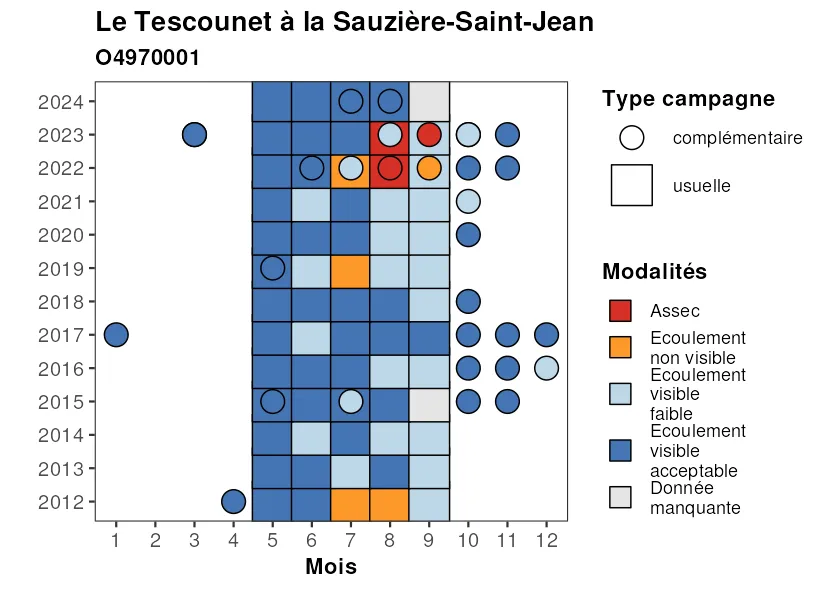 Le Tescounet à la Sauzière-Saint-Jean
O4970001
2024
2023
2022
2021
2020
2019
2018
2017
2016
2015
2014
2013
2012
1 2 3 4 5 6 7 8 9 10 11 12
Mois
Type campagne
complémentaire
usuelle
Modalités
Assec
Ecoulement
non visible
Ecoulement
visible
faible
Ecoulement
visible
acceptable
Donnée
manquante